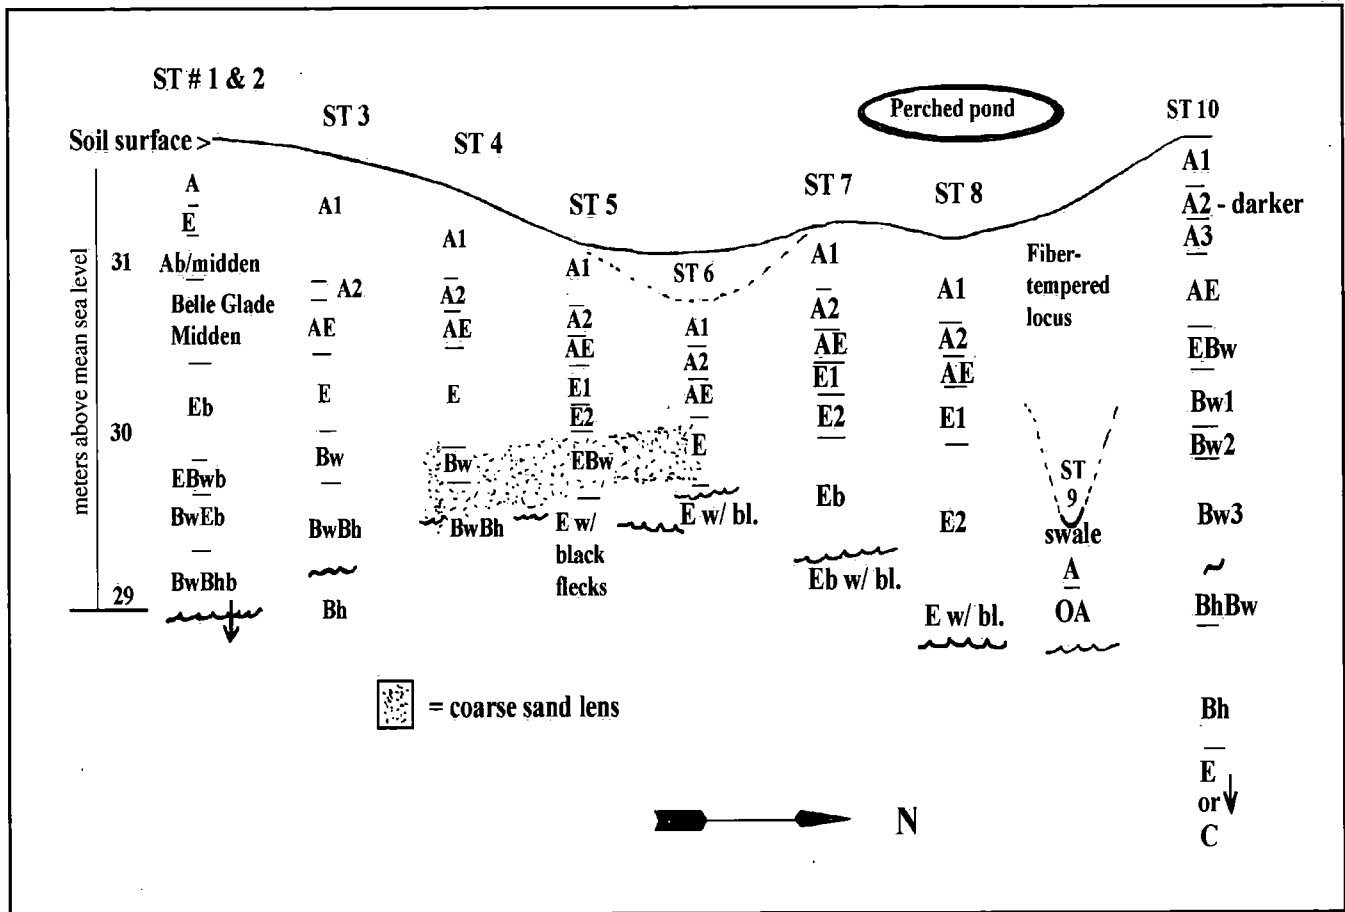 ST # 1 & 2
ST 3
ST 4
ST 5
ST 6
ST 7
ST 8
Perched pond
ST 10
Soil surface >
meters above mean sea level
31
30
29
A
E
Ab/midden
Belle Glade
Midden
Eb
EBwb
BwEb
BwBhb
A1
A2
AE
E
Bw
BwBh
Bh
A1
A2
AE
E
Bw
BwBh
A1
A2
AE
E1
E2
EBw
E w/
black
flecks
A1
A2
AE
E
E w/ bl.
A1
A2
AE
E1
E2
Eb
Eb w/ bl.
A1
A2
AE
E1
E2
E w/ bl.
Fiber-
tempered
locus
ST
9
swale
A
OA
A1
A2 - darker
A3
AE
EBw
Bw1
Bw2
Bw3
~
BhBw
Bh
E
or
C
= coarse sand lens
N